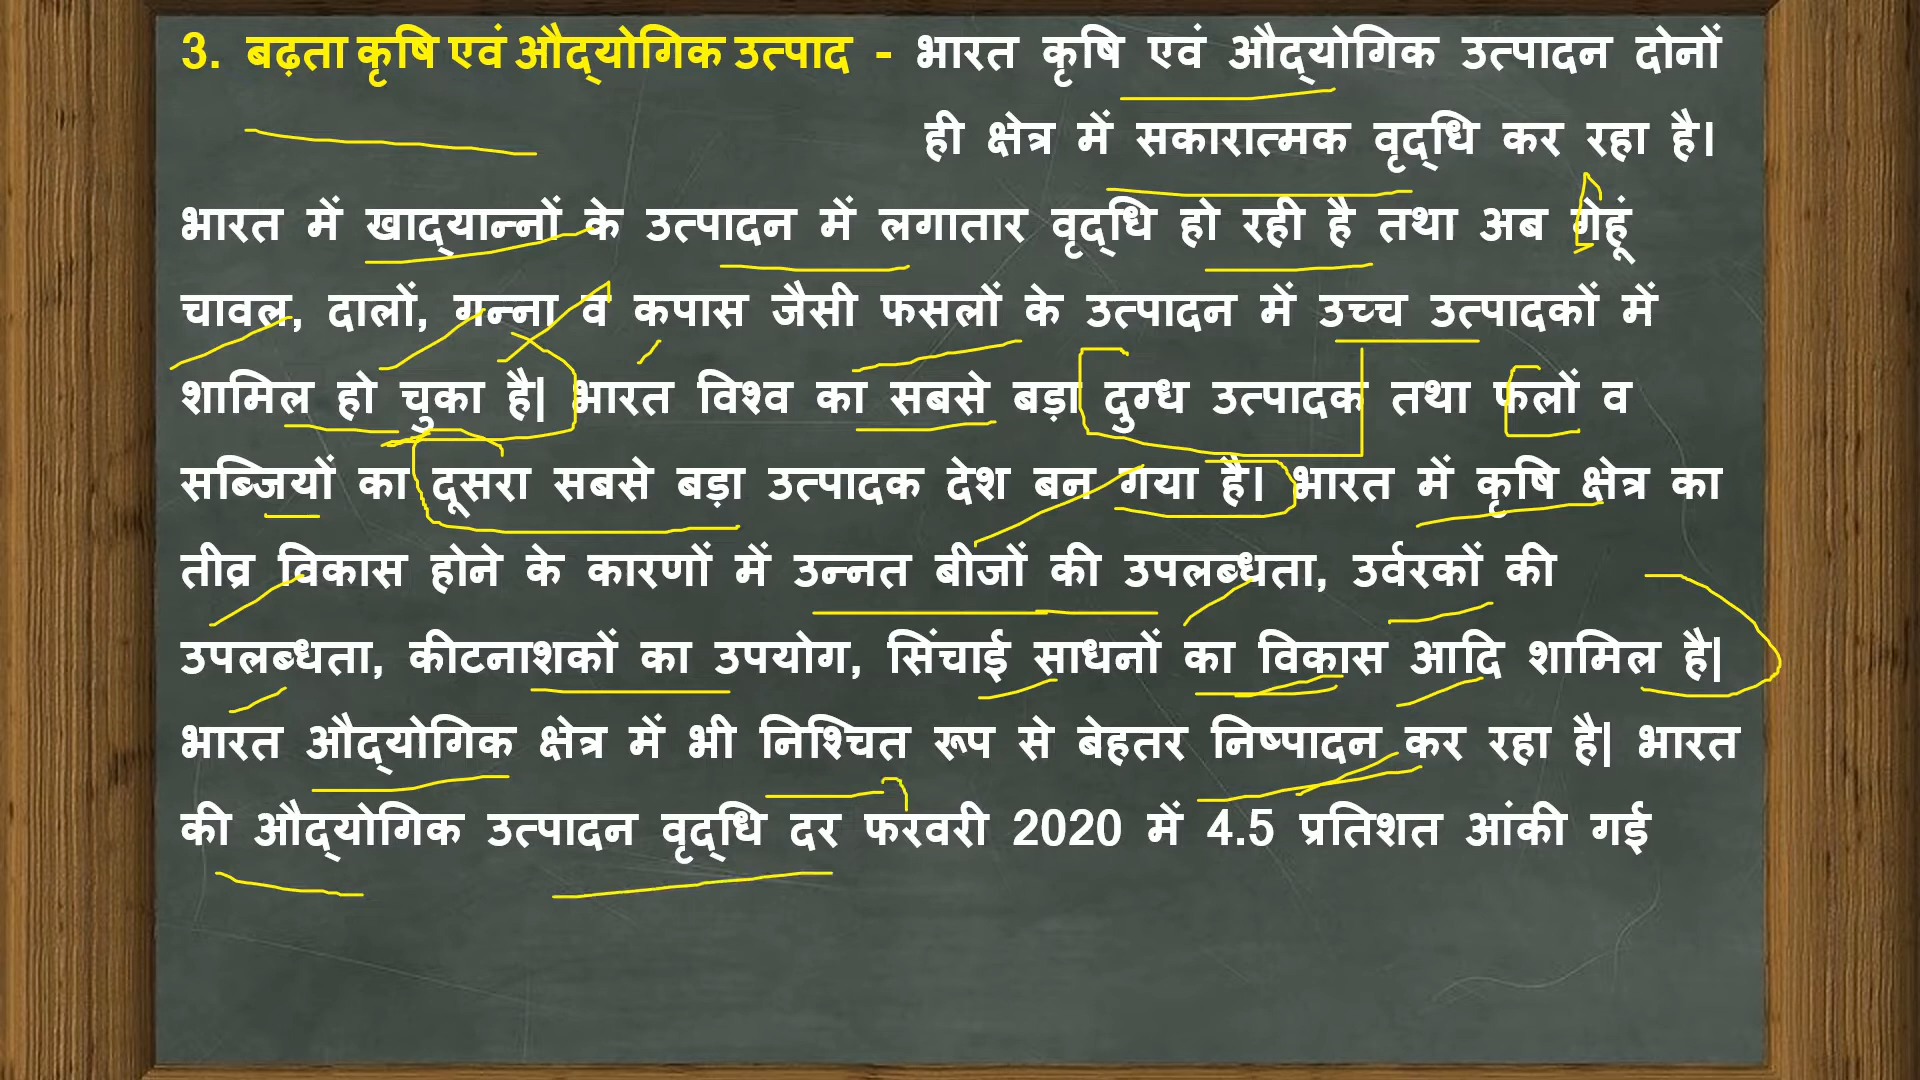 3. बढ़ता कृषि एवं औद्योगिक उत्पाद - भारत कृषि एवं औद्योगिक उत्पादन दोनों
ही क्षेत्र में सकारात्मक वृद्धि कर रहा है।
भारत में खाद्यान्नों के उत्पादन में लगातार वृद्धि हो रही है तथा अब गेहूं
चावल, दालों, गन्ना व कपास जैसी फसलों के उत्पादन में उच्च उत्पादकों में
शामिल हो चुका है| भारत विश्व का सबसे बड़ा दुग्ध उत्पादक तथा फलों व
सब्जियों का दूसरा सबसे बड़ा उत्पादक देश बन गया है। भारत में कृषि क्षेत्र का
तीव्र विकास होने के कारणों में उन्नत बीजों की उपलब्धता, उर्वरकों की
उपलब्धता, कीटनाशकों का उपयोग, सिंचाई साधनों का विकास आदि शामिल है|
भारत औद्योगिक क्षेत्र में भी निश्चित रूप से बेहतर निष्पादन कर रहा है| भारत
की औद्योगिक उत्पादन वृद्धि दर फरवरी 2020 में 4.5 प्रतिशत आंकी गई